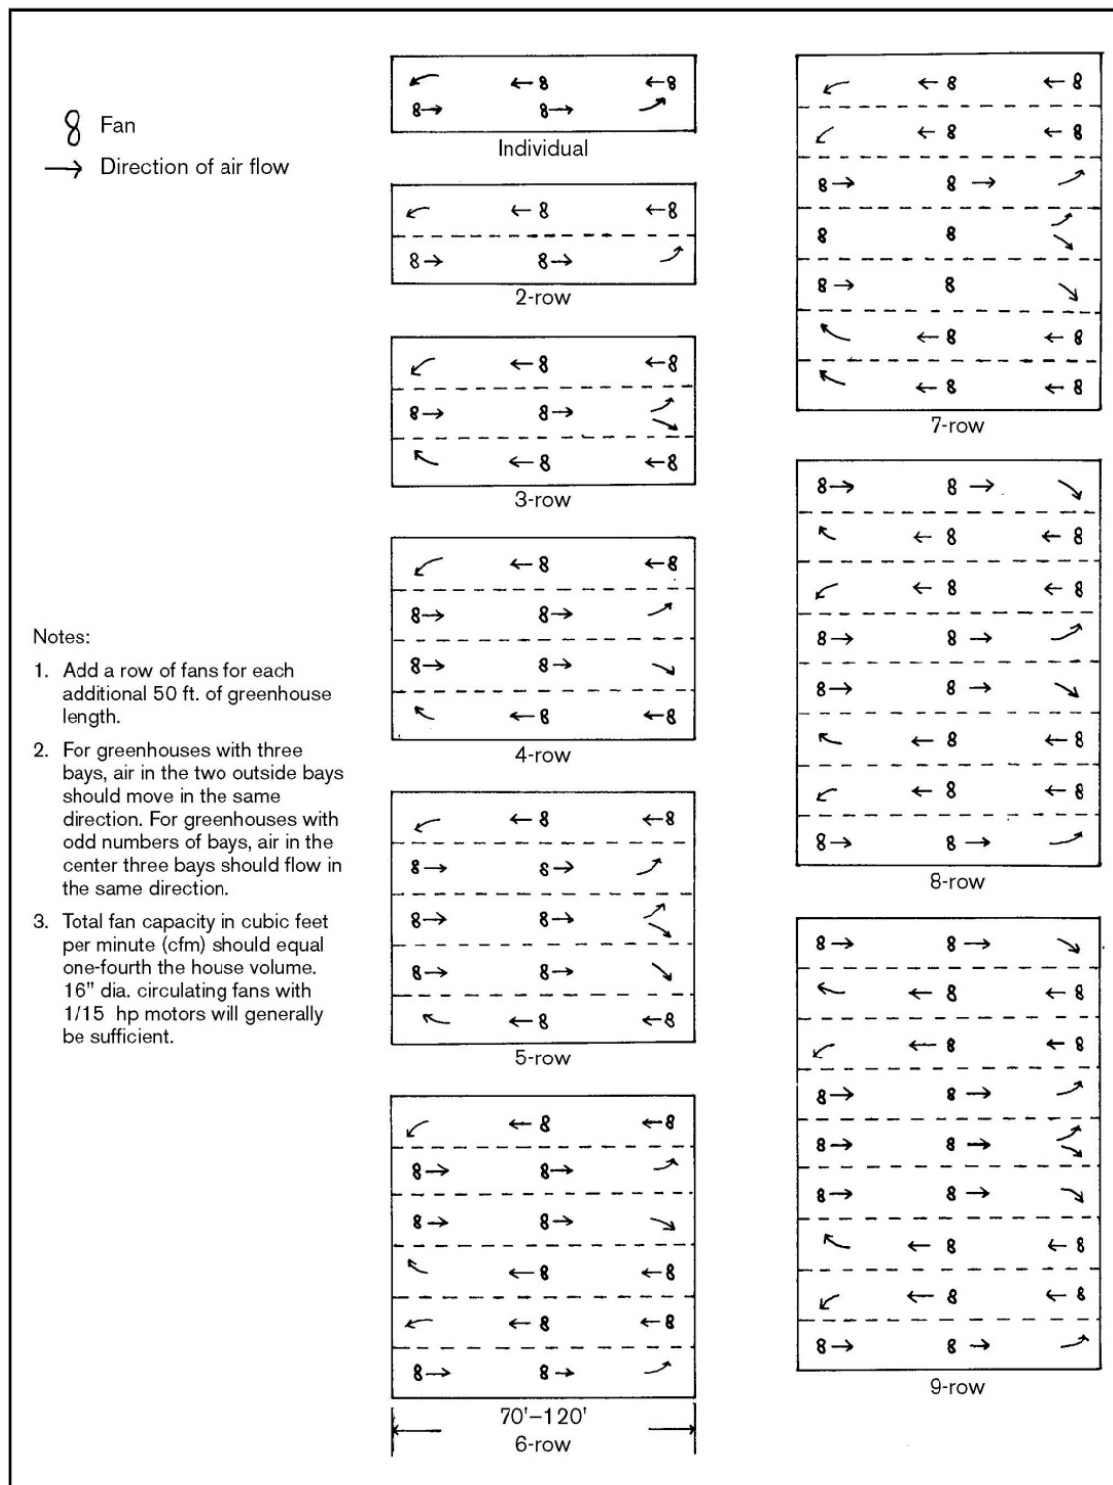 Fan
Direction of air flow
Notes:
1. Add a row of fans for each
additional 50 ft. of greenhouse
length.
2. For greenhouses with three
bays, air in the two outside bays
should move in the same
direction. For greenhouses with
odd numbers of bays, air in the
center three bays should flow in
the same direction.
3. Total fan capacity in cubic feet
per minute (cfm) should equal
one-fourth the house volume.
16" dia. circulating fans with
1/15 hp motors will generally
be sufficient.
Individual
2-row
3-row
4-row
5-row
70'–120'
6-row
7-row
8-row
9-row